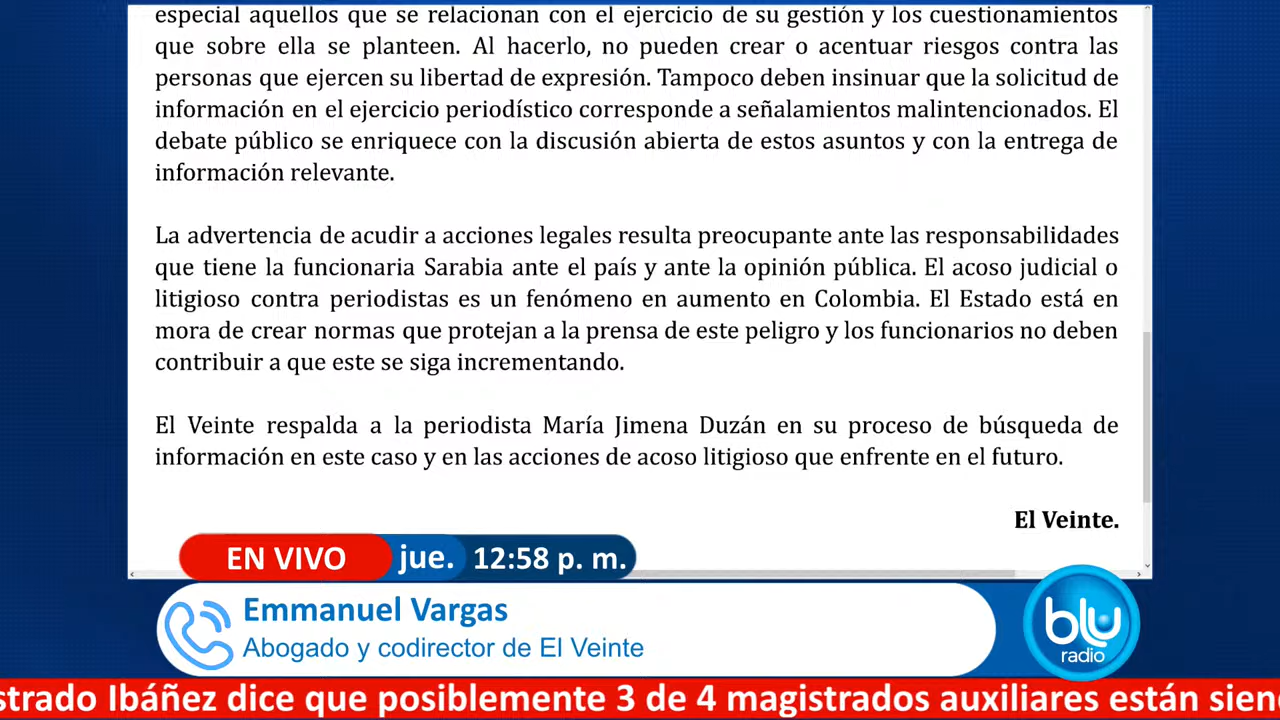 especial aquellos que se relacionan con el ejercicio de su gestión y los cuestionamientos
que sobre ella se planteen. Al hacerlo, no pueden crear o acentuar riesgos contra las
personas que ejercen su libertad de expresión. Tampoco deben insinuar que la solicitud de
información en el ejercicio periodístico corresponde a señalamientos malintencionados. El
debate público se enriquece con la discusión abierta de estos asuntos y con la entrega de
información relevante.
La advertencia de acudir a acciones legales resulta preocupante ante las responsabilidades
que tiene la funcionaria Sarabia ante el país y ante la opinión pública. El acoso judicial o
litigioso contra periodistas es un fenómeno en aumento en Colombia. El Estado está en
mora de crear normas que protejan a la prensa de este peligro y los funcionarios no deben
contribuir a que este se siga incrementando.
El Veinte respalda a la periodista María Jimena Duzán en su proceso de búsqueda de
información en este caso y en las acciones de acoso litigioso que enfrente en el futuro.
El Veinte.
EN VIVO jue. 12:58 p. m.
Emmanuel Vargas
Abogado y codirector de El Veinte
blu
radio
strado Ibáñez dice que posiblemente 3 de 4 magistrados auxiliares están siend